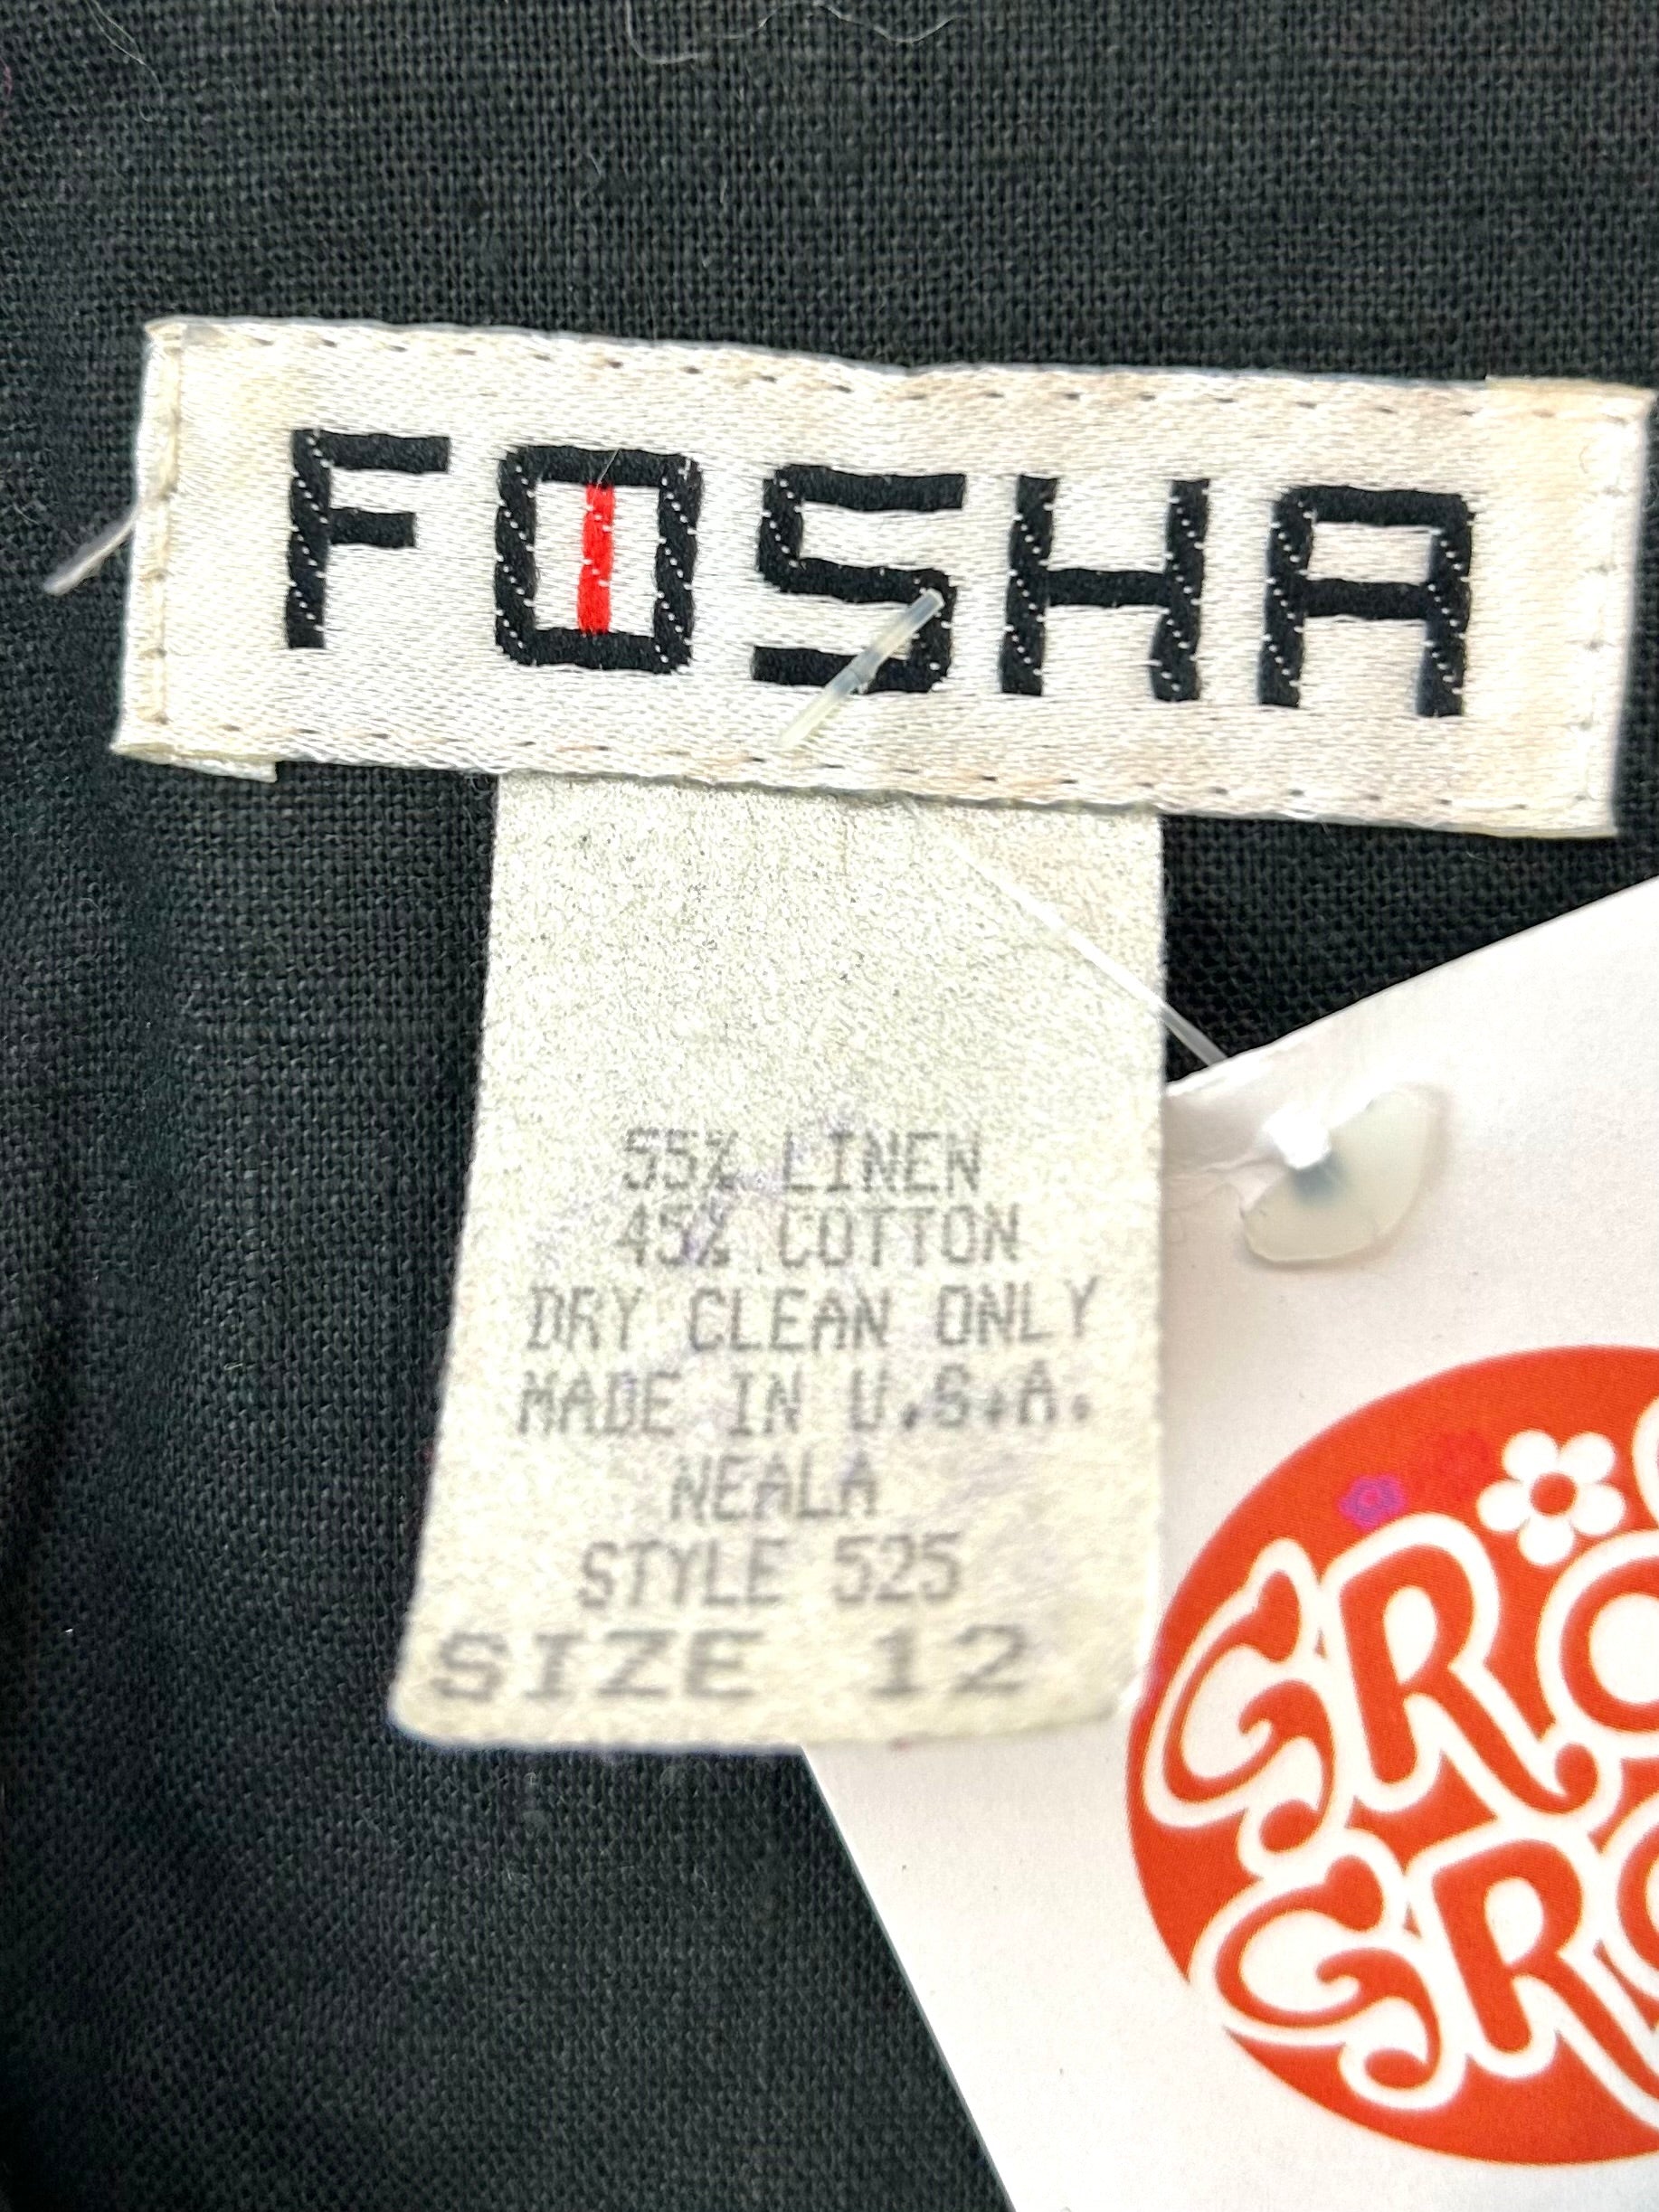 FOSHA
55% LINEN
45% COTTON
DRY CLEAN ONLY
MADE IN U.S.A.
NEALA
STYLE 525
SIZE 12